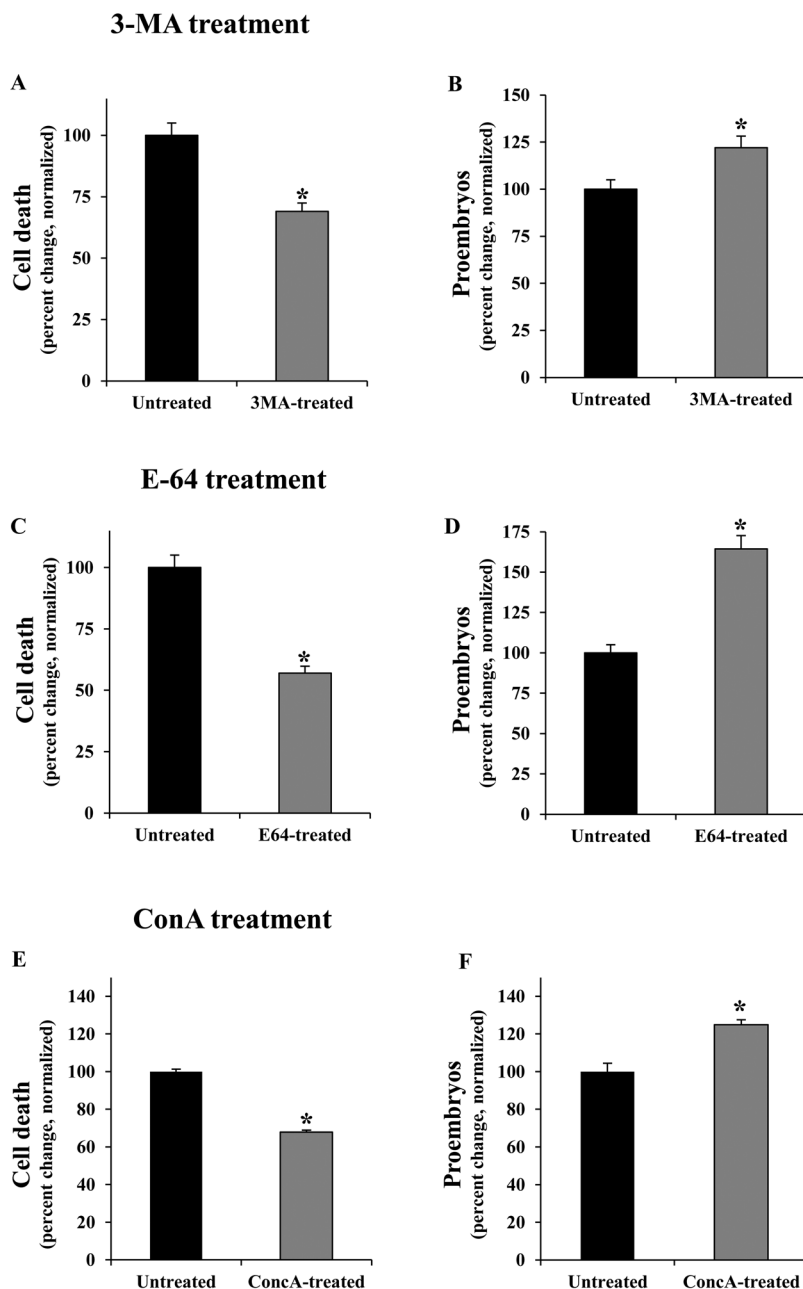 3-MA treatment
A
Cell death
(percent change, normalized)
100
75
50
25
0
*
Untreated
3MA-treated
B
Proembryos
(percent change, normalized)
150
125
100
75
50
25
0
*
Untreated
3MA-treated
E-64 treatment
C
Cell death
(percent change, normalized)
100
75
50
25
0
*
Untreated
E64-treated
D
Proembryos
(percent change, normalized)
175
150
125
100
75
50
25
0
*
Untreated
E64-treated
ConA treatment
E
Cell death
(percent change, normalized)
140
120
100
80
60
40
20
0
*
Untreated
ConcA-treated
F
Proembryos
(percent change, normalized)
140
120
100
80
60
40
20
0
*
Untreated
ConcA-treated